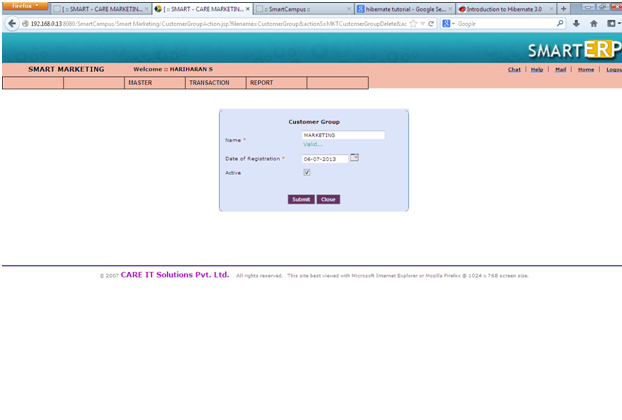 firefox
[ :: SMART - CARE MARKETIN... × [ :: SMART - CARE MARKETIN... × :: SmartCampus :: × hibernate tutorial - Google Se... × Introduction to Hibernate 3.0 × +
192.168.0.13:8080/SmartCampus/Smart Marketing/CustomerGroupAction.jsp?filename=CustomerGroup&actionS=MKTCustomerGroupDelete&ac Google
SMARTERP
SMART MARKETING Welcome :: HARIHARAN S Chat | Help | Mail | Home | Logou
MASTER TRANSACTION REPORT
Customer Group
Name * MARKETING
Valid...
Date of Registration * 06-07-2013
Active
Submit Close
© 2007 CARE IT Solutions Pvt. Ltd. All rights reserved. This site best viewed with Microsoft Internet Explorer or Mozilla Firefox @ 1024 x 768 screen size.